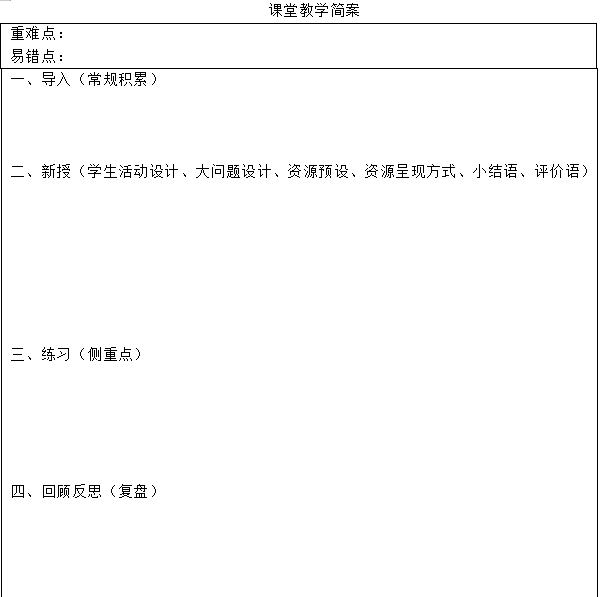 课堂教学简案
重难点：
易错点：
一、导入（常规积累）
二、新授（学生活动设计、大问题设计、资源预设、资源呈现方式、小结语、评价语）
三、练习（侧重点）
四、回顾反思（复盘）